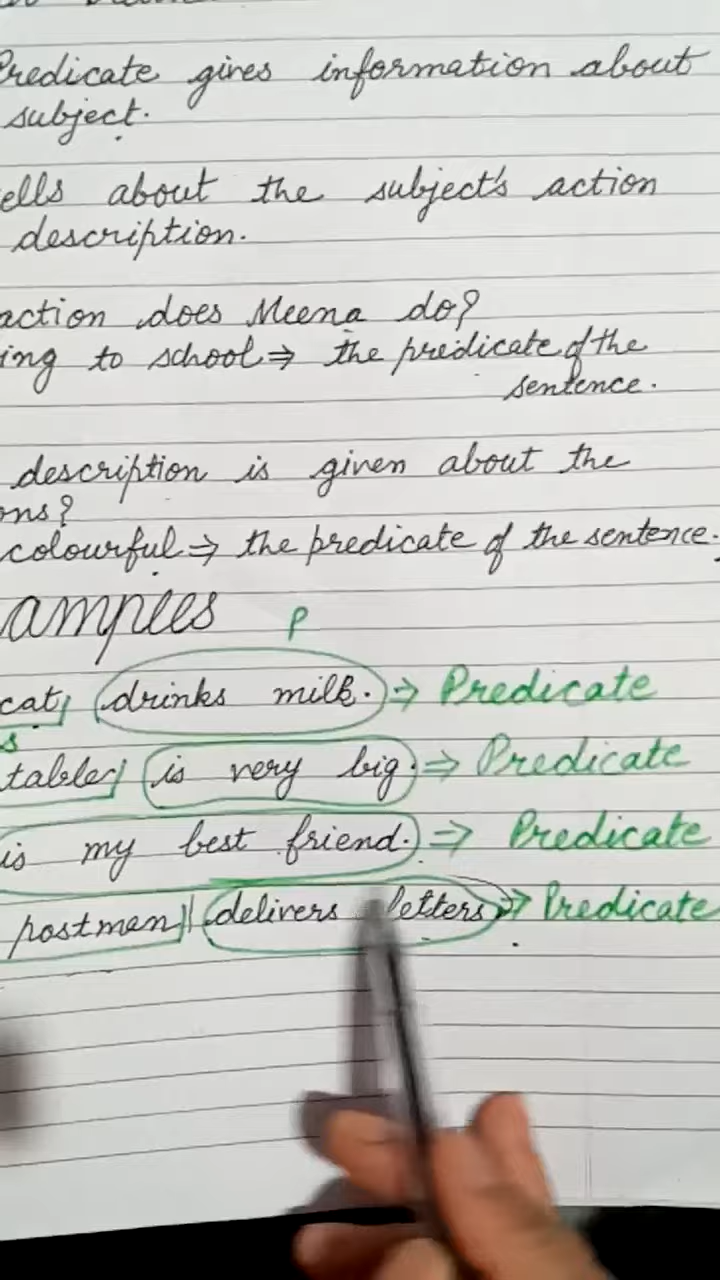 Predicate gives information about
subject.
ells about the subject's action
description.
action does Meena do?
ing to school ⇒ the predicate of the
sentence.
description is given about the
ons?
colourful ⇒ the predicate of the sentence.
amples
P
cat drinks milk. ⇒ Predicate
s
table is very big. ⇒ Predicate
is my best friend. ⇒ Predicate
postman delivers letters ⇒ Predicate